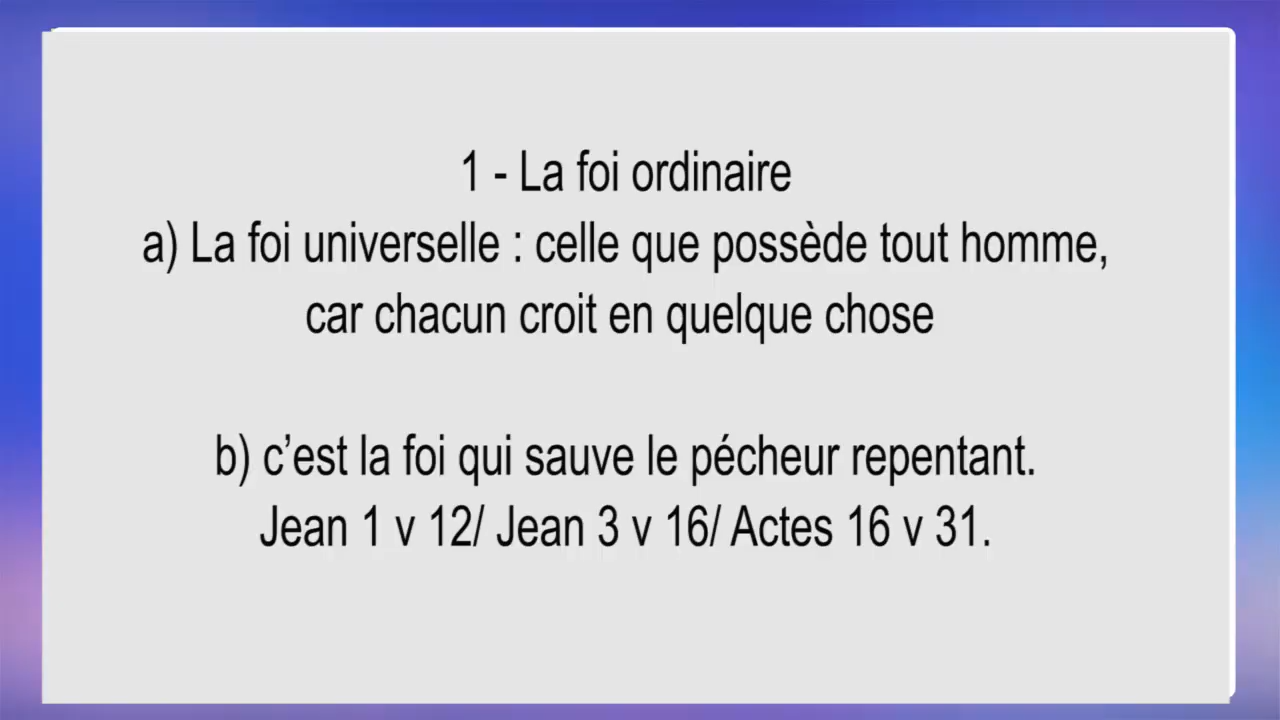 1 - La foi ordinaire
a) La foi universelle : celle que possède tout homme,
car chacun croit en quelque chose
b) c’est la foi qui sauve le pécheur repentant.
Jean 1 v 12/ Jean 3 v 16/ Actes 16 v 31.